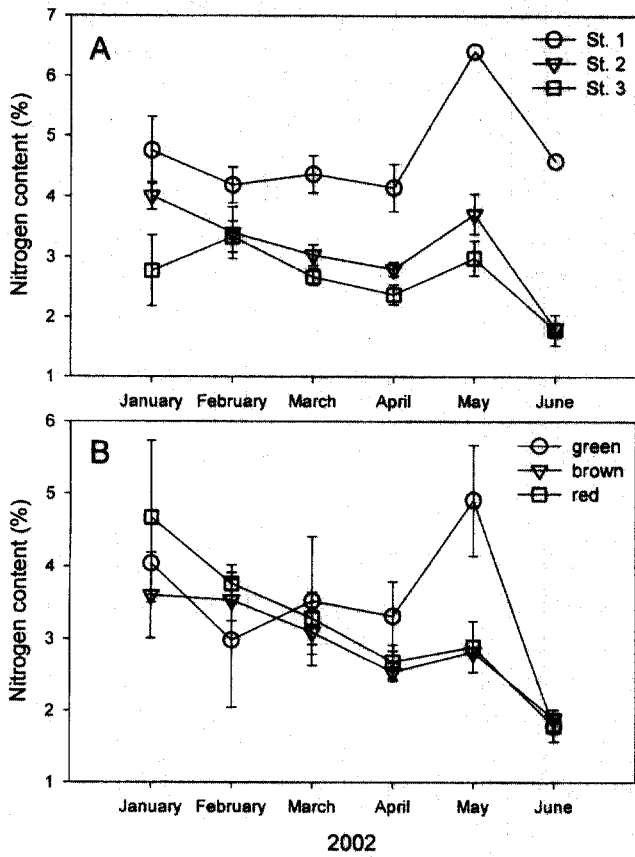 A
St. 1
St. 2
St. 3
Nitrogen content (%)
7
6
5
4
3
2
1
January February March April May June
B
green
brown
red
Nitrogen content (%)
6
5
4
3
2
1
January February March April May June
2002